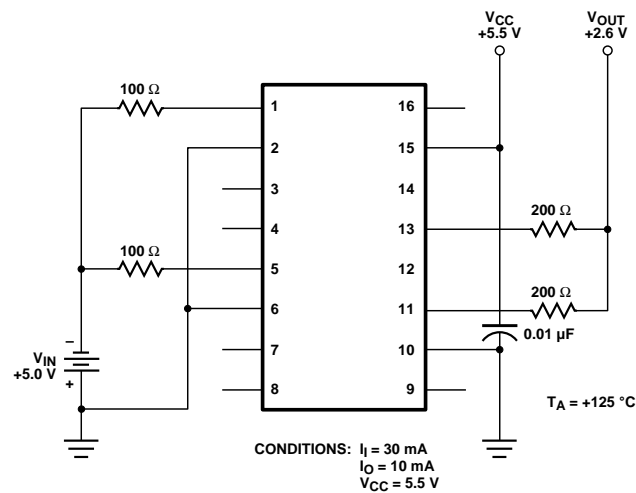 VCC
+5.5 V
VOUT
+2.6 V
100 Ω
1
16
2
15
3
14
200 Ω
4
13
100 Ω
5
12
200 Ω
6
11
0.01 µF
–
VIN
+5.0 V
+
7
10
8
9
TA = +125 °C
CONDITIONS: II = 30 mA
IO = 10 mA
VCC = 5.5 V